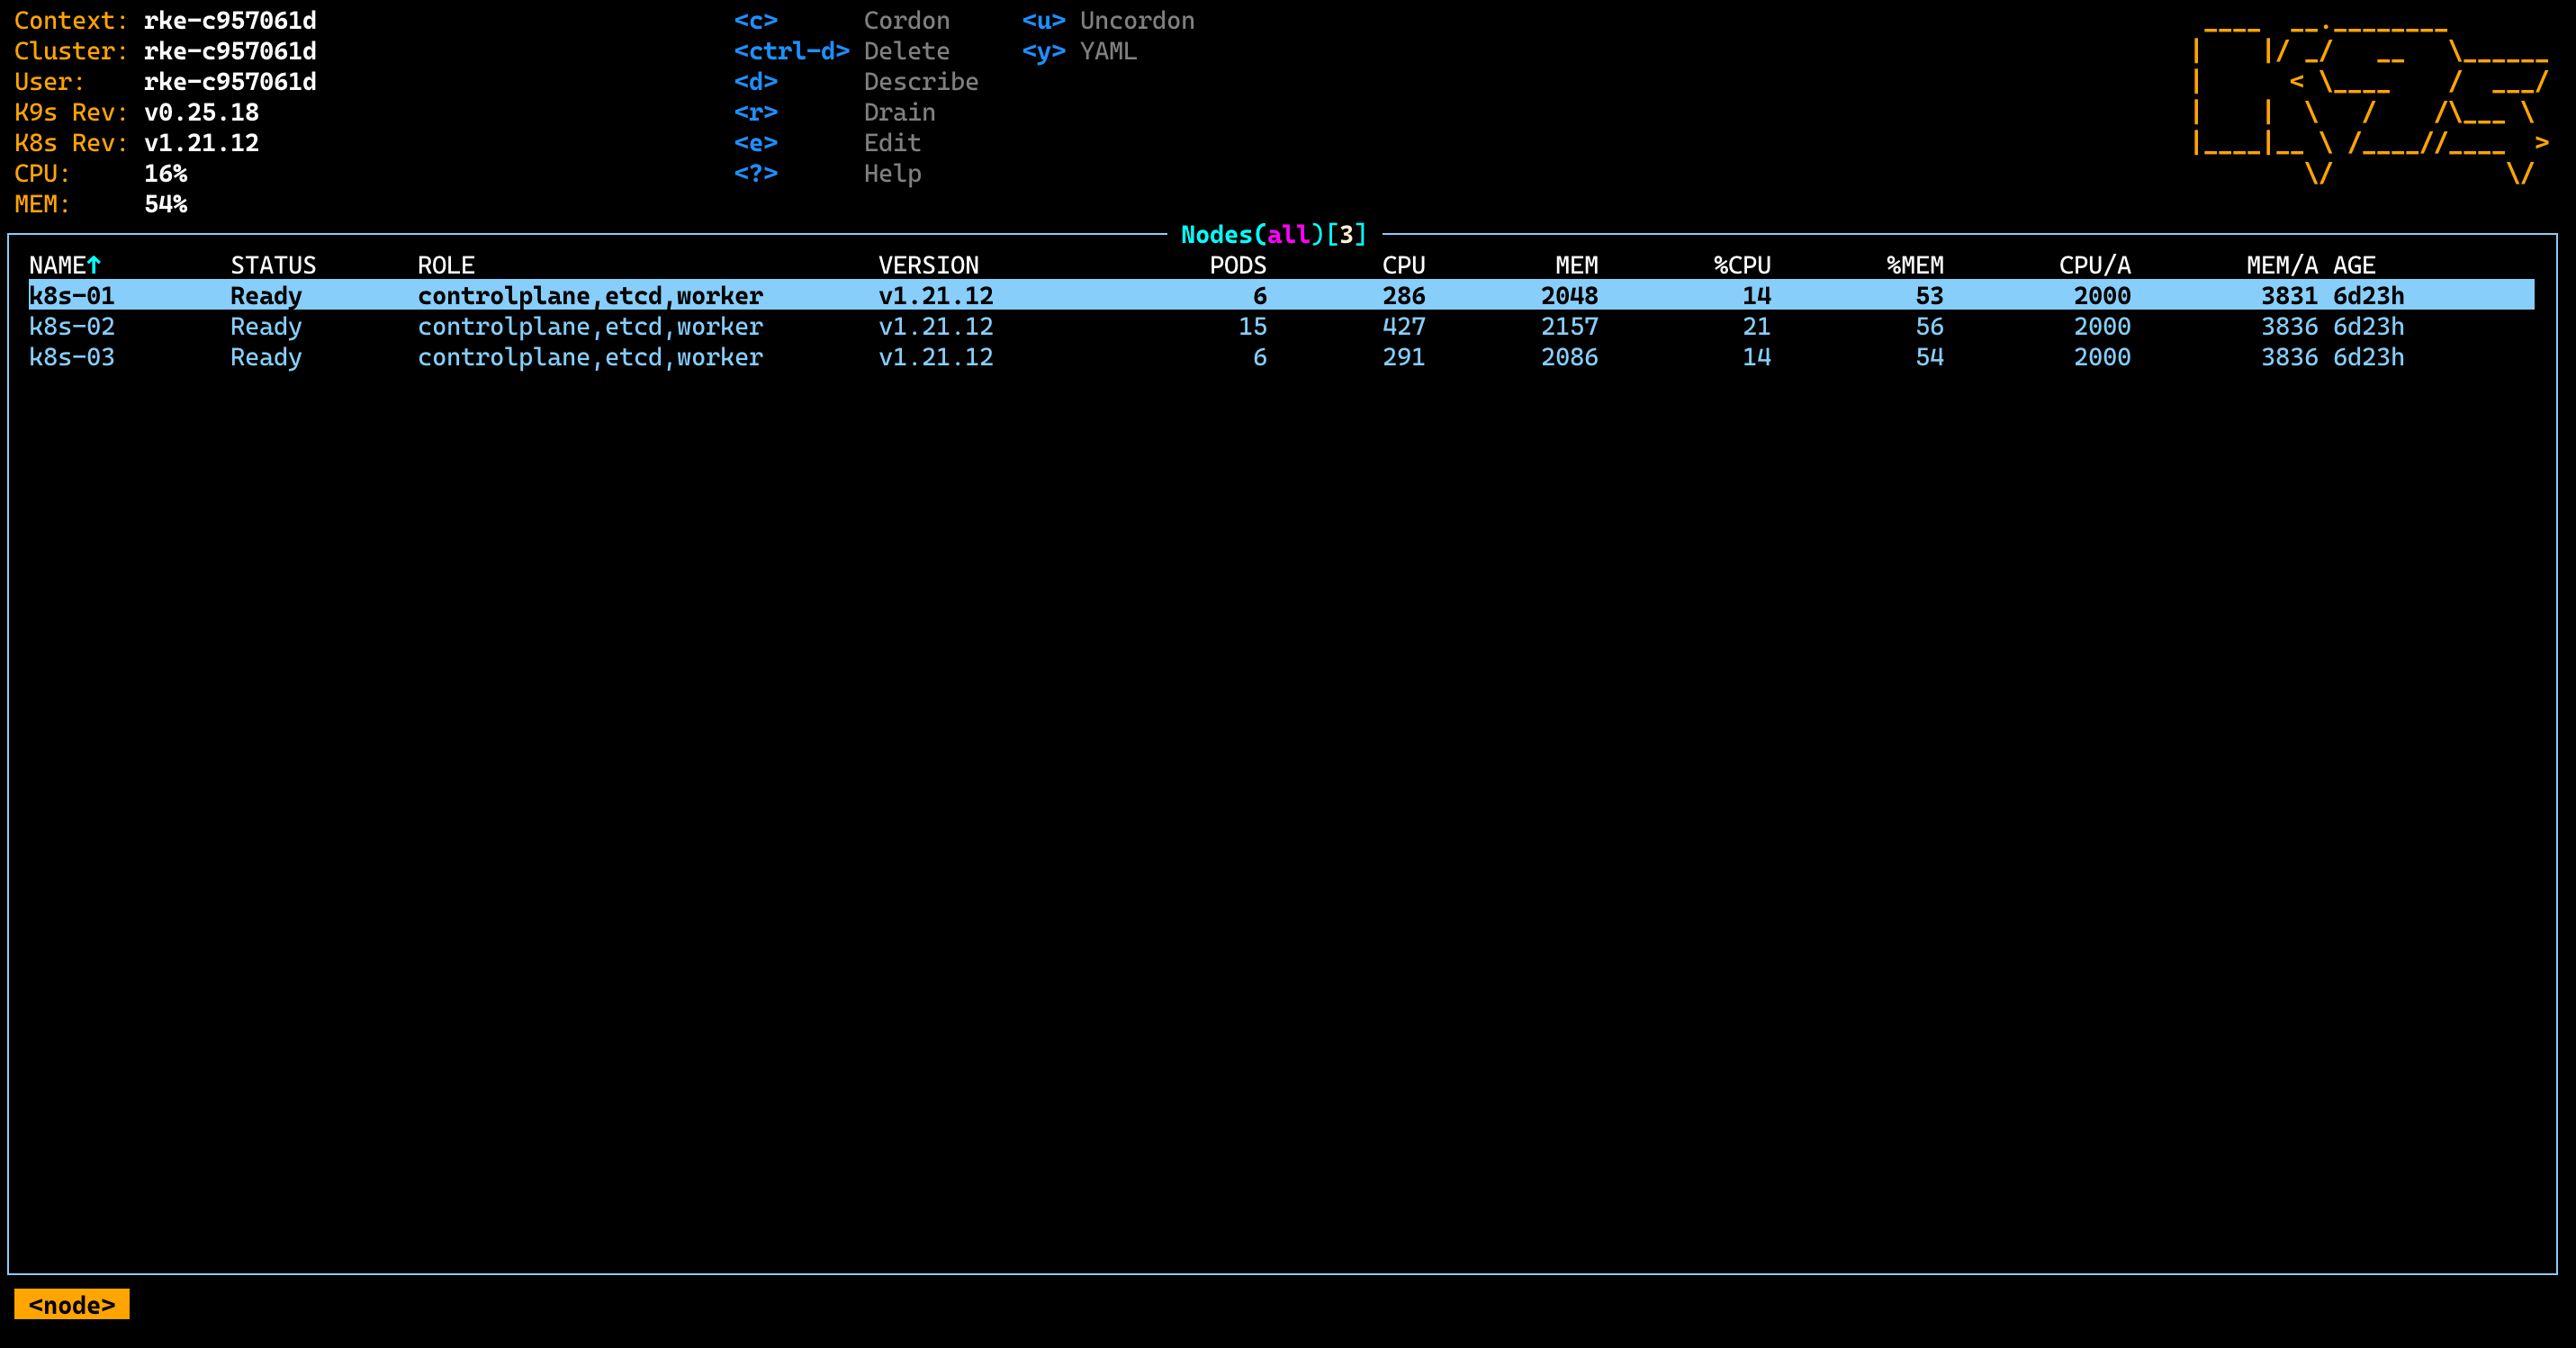 Context: rke-c957061d <c> Cordon <u> Uncordon
Cluster: rke-c957061d <ctrl-d> Delete <y> YAML
User: rke-c957061d <d> Describe
K9s Rev: v0.25.18 <r> Drain
K8s Rev: v1.21.12 <e> Edit
CPU: 16% <?> Help
MEM: 54%
Nodes(all)[3]
NAME↑ STATUS ROLE VERSION PODS CPU MEM %CPU %MEM CPU/A MEM/A AGE
k8s-01 Ready controlplane,etcd,worker v1.21.12 6 286 2048 14 53 2000 3831 6d23h
k8s-02 Ready controlplane,etcd,worker v1.21.12 15 427 2157 21 56 2000 3836 6d23h
k8s-03 Ready controlplane,etcd,worker v1.21.12 6 291 2086 14 54 2000 3836 6d23h
<node>